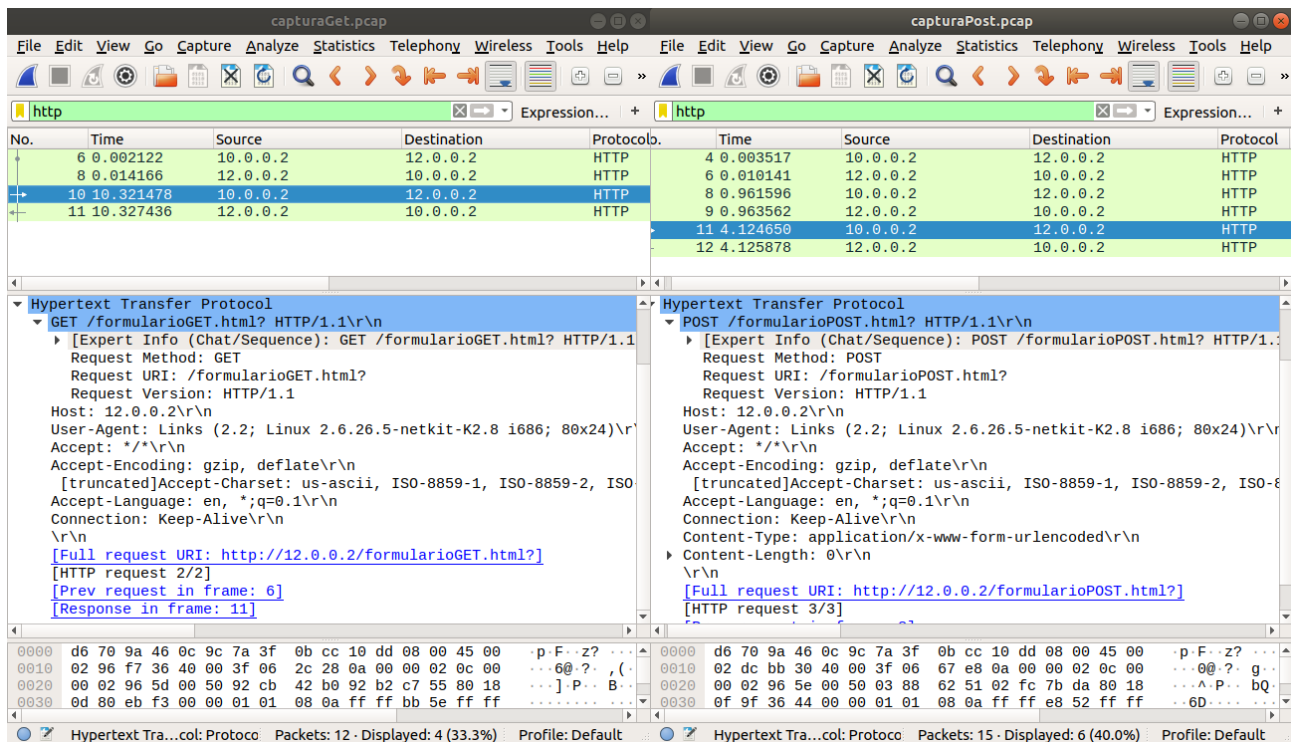 capturaGet.pcap
File Edit View Go Capture Analyze Statistics Telephony Wireless Tools Help
http
Expression... +
No. Time Source Destination Protocol
6 0.002122 10.0.0.2 12.0.0.2 HTTP
8 0.014166 12.0.0.2 10.0.0.2 HTTP
10 10.321478 10.0.0.2 12.0.0.2 HTTP
11 10.327436 12.0.0.2 10.0.0.2 HTTP
Hypertext Transfer Protocol
GET /formularioGET.html? HTTP/1.1\r\n
[Expert Info (Chat/Sequence): GET /formularioGET.html? HTTP/1.1
Request Method: GET
Request URI: /formularioGET.html?
Request Version: HTTP/1.1
Host: 12.0.0.2\r\n
User-Agent: Links (2.2; Linux 2.6.26.5-netkit-K2.8 i686; 80x24)\r\
Accept: */*\r\n
Accept-Encoding: gzip, deflate\r\n
[truncated]Accept-Charset: us-ascii, ISO-8859-1, ISO-8859-2, ISO-
Accept-Language: en, *;q=0.1\r\n
Connection: Keep-Alive\r\n
\r\n
[Full request URI: http://12.0.0.2/formularioGET.html?]
[HTTP request 2/2]
[Prev request in frame: 6]
[Response in frame: 11]
0000 d6 70 9a 46 0c 9c 7a 3f 0b cc 10 dd 08 00 45 00 ·p·F··z? ···
0010 02 96 f7 36 40 00 3f 06 2c 28 0a 00 00 02 0c 00 ···6@·?· ,(·
0020 00 02 96 5d 00 50 92 cb 42 b0 92 b2 c7 55 80 18 ···]·P·· B··
0030 0d 80 eb f3 00 00 01 01 08 0a ff ff bb 5e ff ff
Hypertext Tra...col: Protoco Packets: 12 · Displayed: 4 (33.3%) Profile: Default
capturaPost.pcap
File Edit View Go Capture Analyze Statistics Telephony Wireless Tools Help
http
Expression... +
o. Time Source Destination Protocol
4 0.003517 10.0.0.2 12.0.0.2 HTTP
6 0.010141 12.0.0.2 10.0.0.2 HTTP
8 0.961596 10.0.0.2 12.0.0.2 HTTP
9 0.963562 12.0.0.2 10.0.0.2 HTTP
11 4.124650 10.0.0.2 12.0.0.2 HTTP
12 4.125878 12.0.0.2 10.0.0.2 HTTP
Hypertext Transfer Protocol
POST /formularioPOST.html? HTTP/1.1\r\n
[Expert Info (Chat/Sequence): POST /formularioPOST.html? HTTP/1.
Request Method: POST
Request URI: /formularioPOST.html?
Request Version: HTTP/1.1
Host: 12.0.0.2\r\n
User-Agent: Links (2.2; Linux 2.6.26.5-netkit-K2.8 i686; 80x24)\r\n
Accept: */*\r\n
Accept-Encoding: gzip, deflate\r\n
[truncated]Accept-Charset: us-ascii, ISO-8859-1, ISO-8859-2, ISO-8
Accept-Language: en, *;q=0.1\r\n
Connection: Keep-Alive\r\n
Content-Type: application/x-www-form-urlencoded\r\n
Content-Length: 0\r\n
\r\n
[Full request URI: http://12.0.0.2/formularioPOST.html?]
[HTTP request 3/3]
0000 d6 70 9a 46 0c 9c 7a 3f 0b cc 10 dd 08 00 45 00 ·p·F··z? ···
0010 02 dc bb 30 40 00 3f 06 67 e8 0a 00 00 02 0c 00 ···0@·?· g··
0020 00 02 96 5e 00 50 03 88 62 51 02 fc 7b da 80 18 ···^·P·· bQ·
0030 0f 9f 36 44 00 00 01 01 08 0a ff ff e8 52 ff ff ··6D···· ···
Hypertext Tra...col: Protoco Packets: 15 · Displayed: 6 (40.0%) Profile: Default